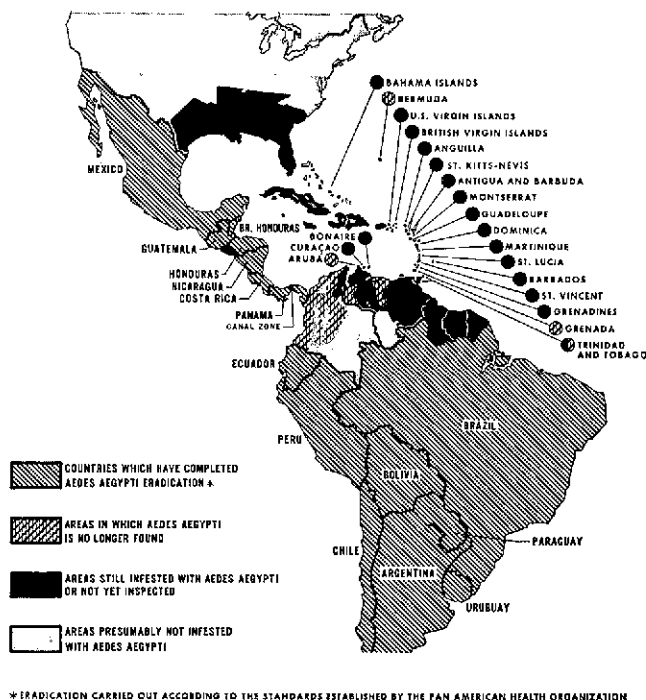 BAHAMA ISLANDS
BERMUDA
U.S. VIRGIN ISLANDS
BRITISH VIRGIN ISLANDS
ANGUILLA
ST. KITTS-NEVIS
ANTIGUA AND BARBUDA
MONTSERRAT
GUADELOUPE
DOMINICA
MARTINIQUE
ST. LUCIA
BARBADOS
ST. VINCENT
GRENADINES
GRENADA
TRINIDAD
AND TOBAGO
MEXICO
BR. HONDURAS
BONAIRE
CURAÇAO
ARUBA
GUATEMALA
HONDURAS
NICARAGUA
COSTA RICA
PANAMA
CANAL ZONE
ECUADOR
PERU
BRAZIL
BOLIVIA
CHILE
PARAGUAY
ARGENTINA
URUGUAY
COUNTRIES WHICH HAVE COMPLETED
AEDES AEGYPTI ERADICATION *
AREAS IN WHICH AEDES AEGYPTI
IS NO LONGER FOUND
AREAS STILL INFESTED WITH AEDES AEGYPTI
OR NOT YET INSPECTED
AREAS PRESUMABLY NOT INFESTED
WITH AEDES AEGYPTI
* ERADICATION CARRIED OUT ACCORDING TO THE STANDARDS ESTABLISHED BY THE PAN AMERICAN HEALTH ORGANIZATION